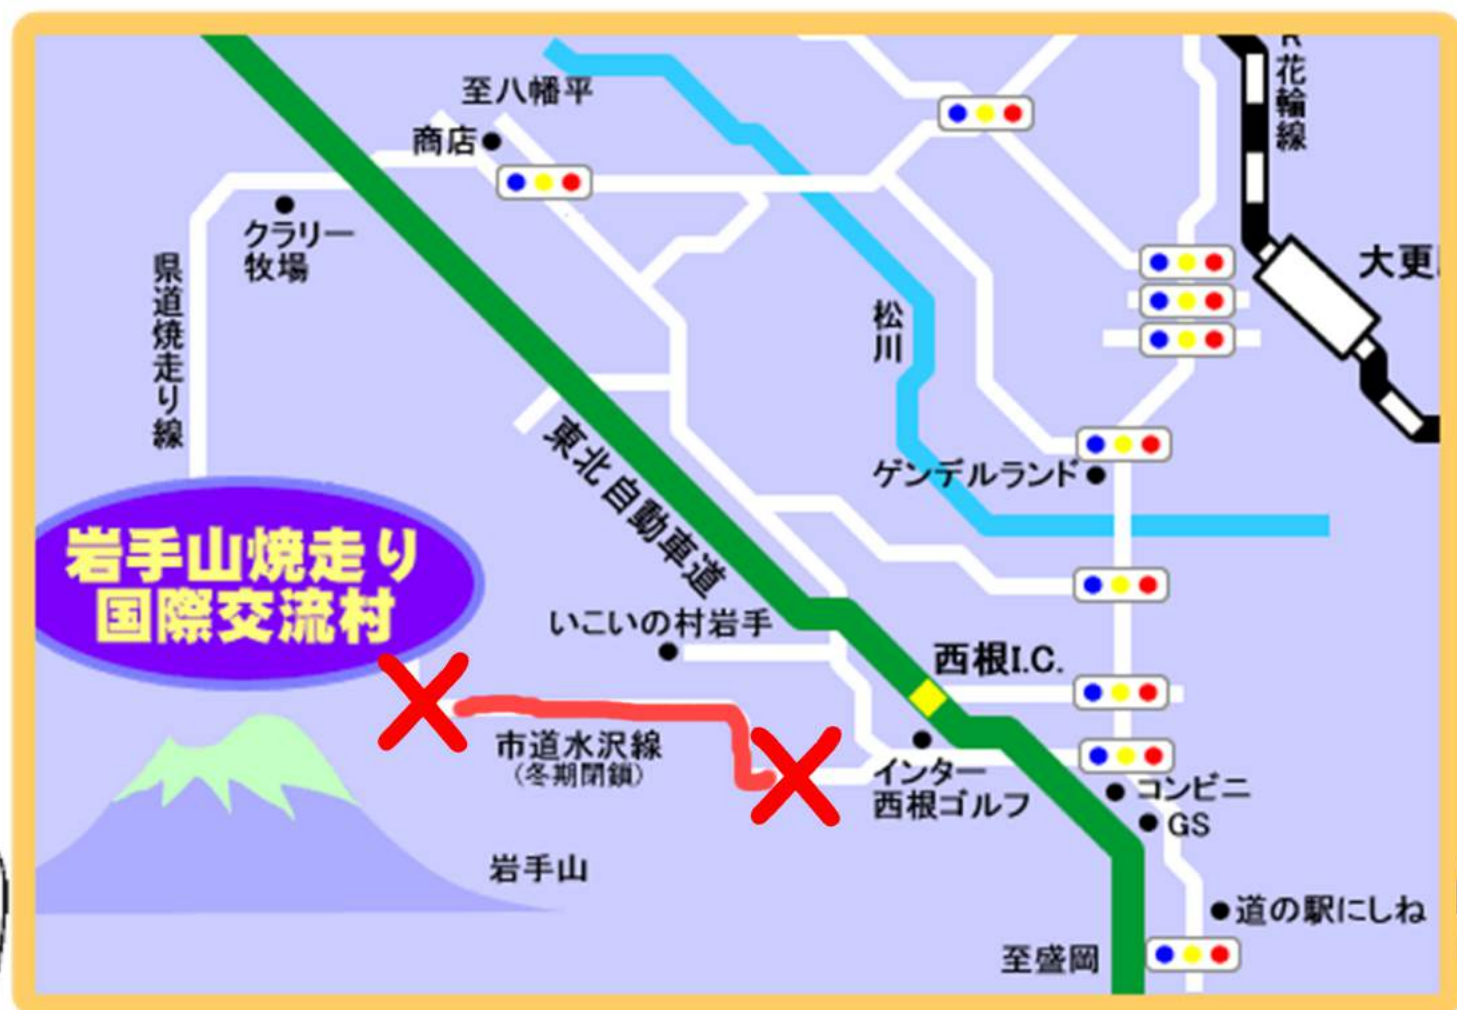 至八幡平
商店
R花輪線
クラリー
牧場
県道焼走り線
大更
松川
東北自動車道
ゲンデルランド
岩手山焼走り
国際交流村
いこいの村岩手
西根I.C.
市道水沢線
（冬期閉鎖）
インター
西根ゴルフ
コンビニ
GS
岩手山
道の駅にしね
至盛岡